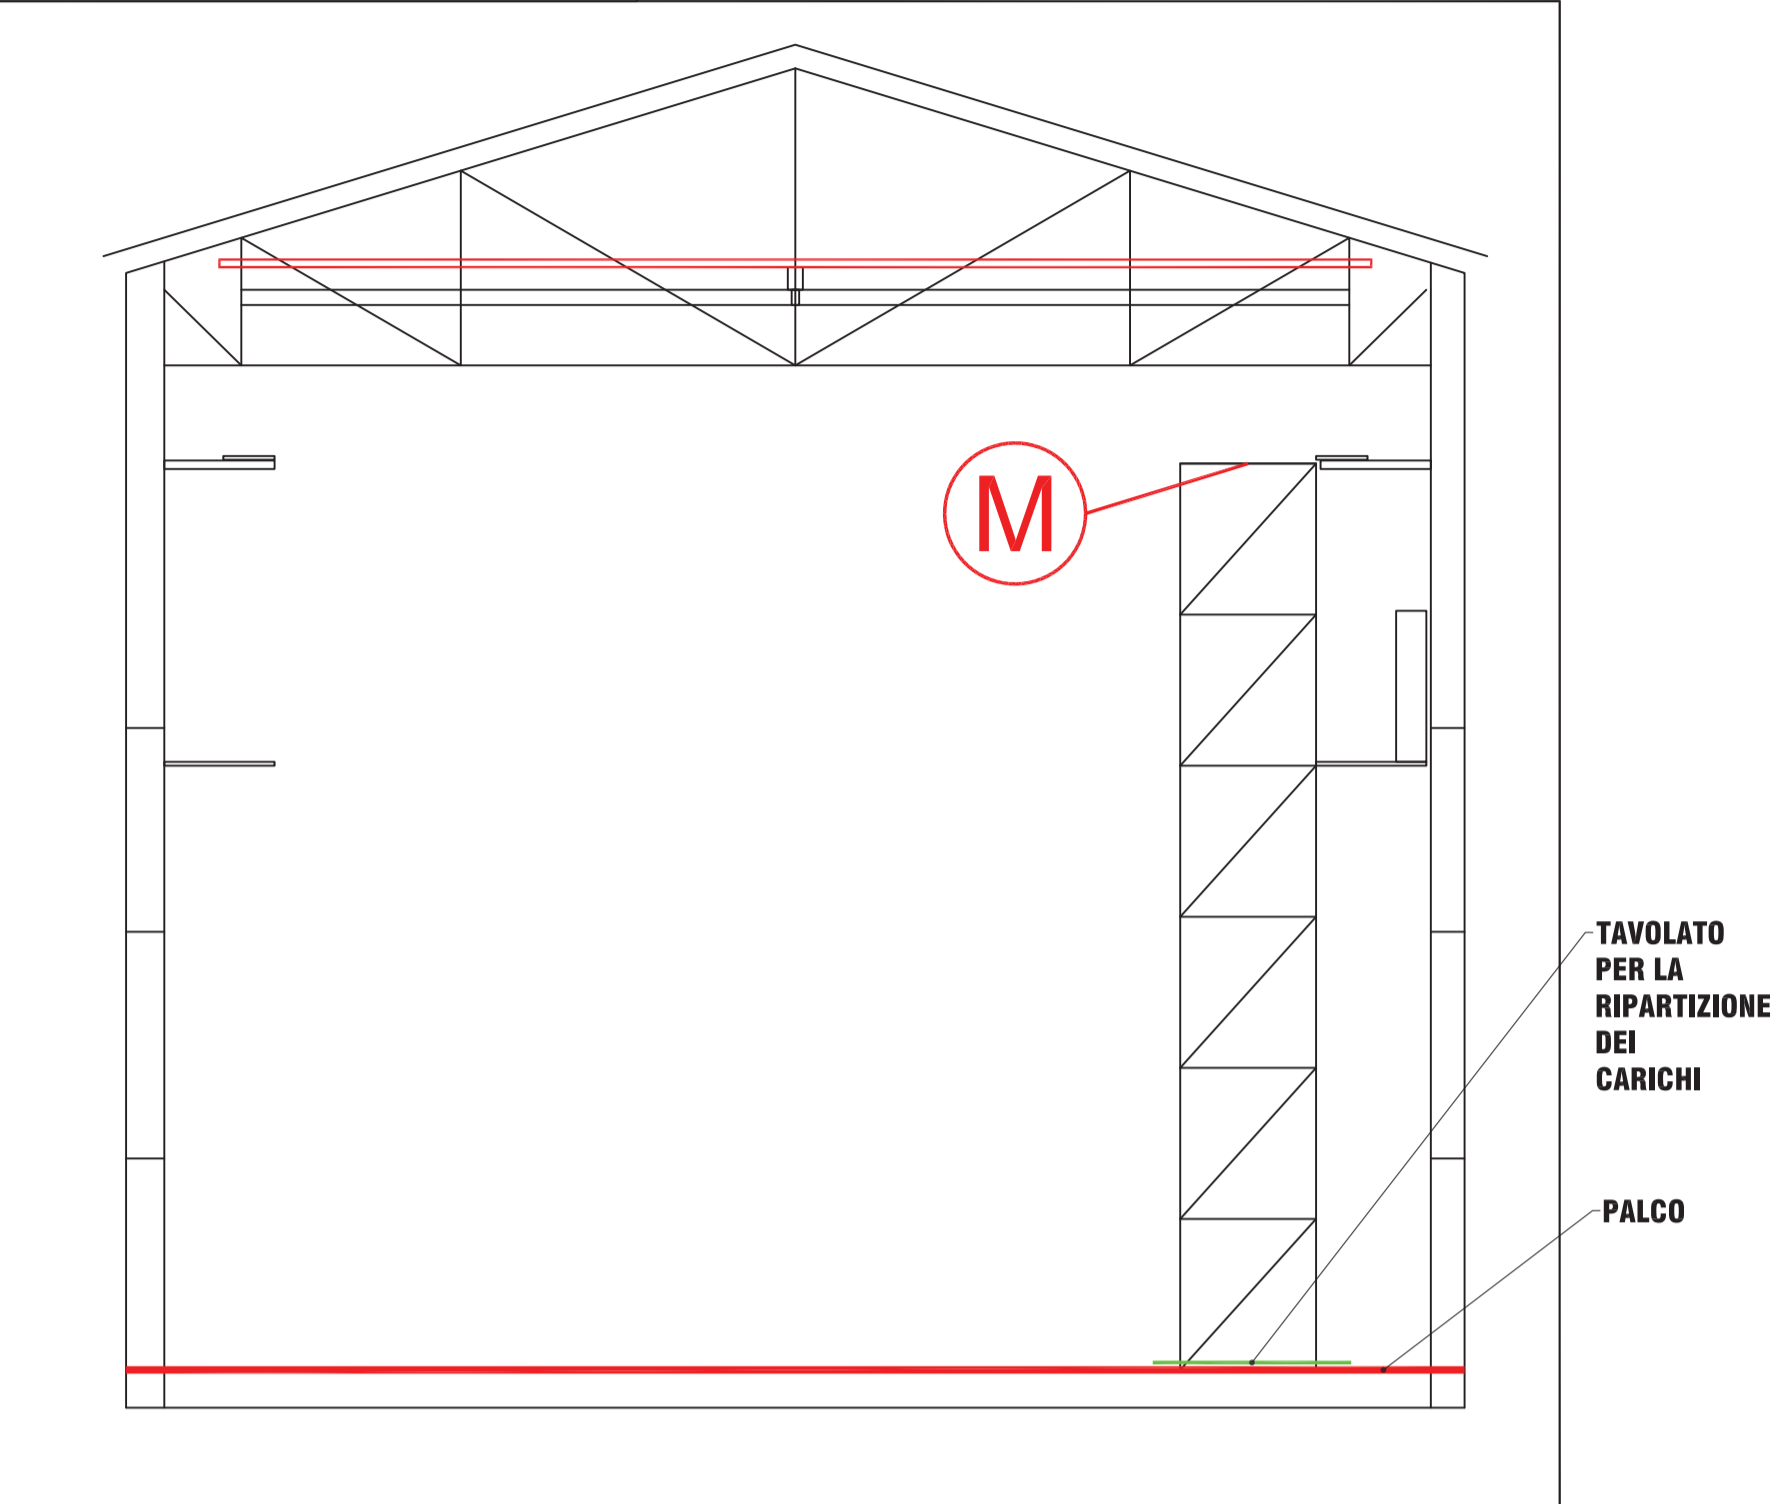 M
TAVOLATO
PER LA
RIPARTIZIONE
DEI
CARICHI
PALCO